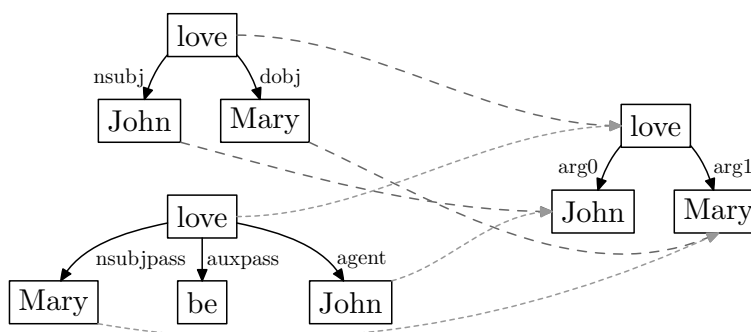 love
nsubj dobj
John Mary
love
arg0 arg1
John Mary
love
nsubjpass auxpass agent
Mary be John